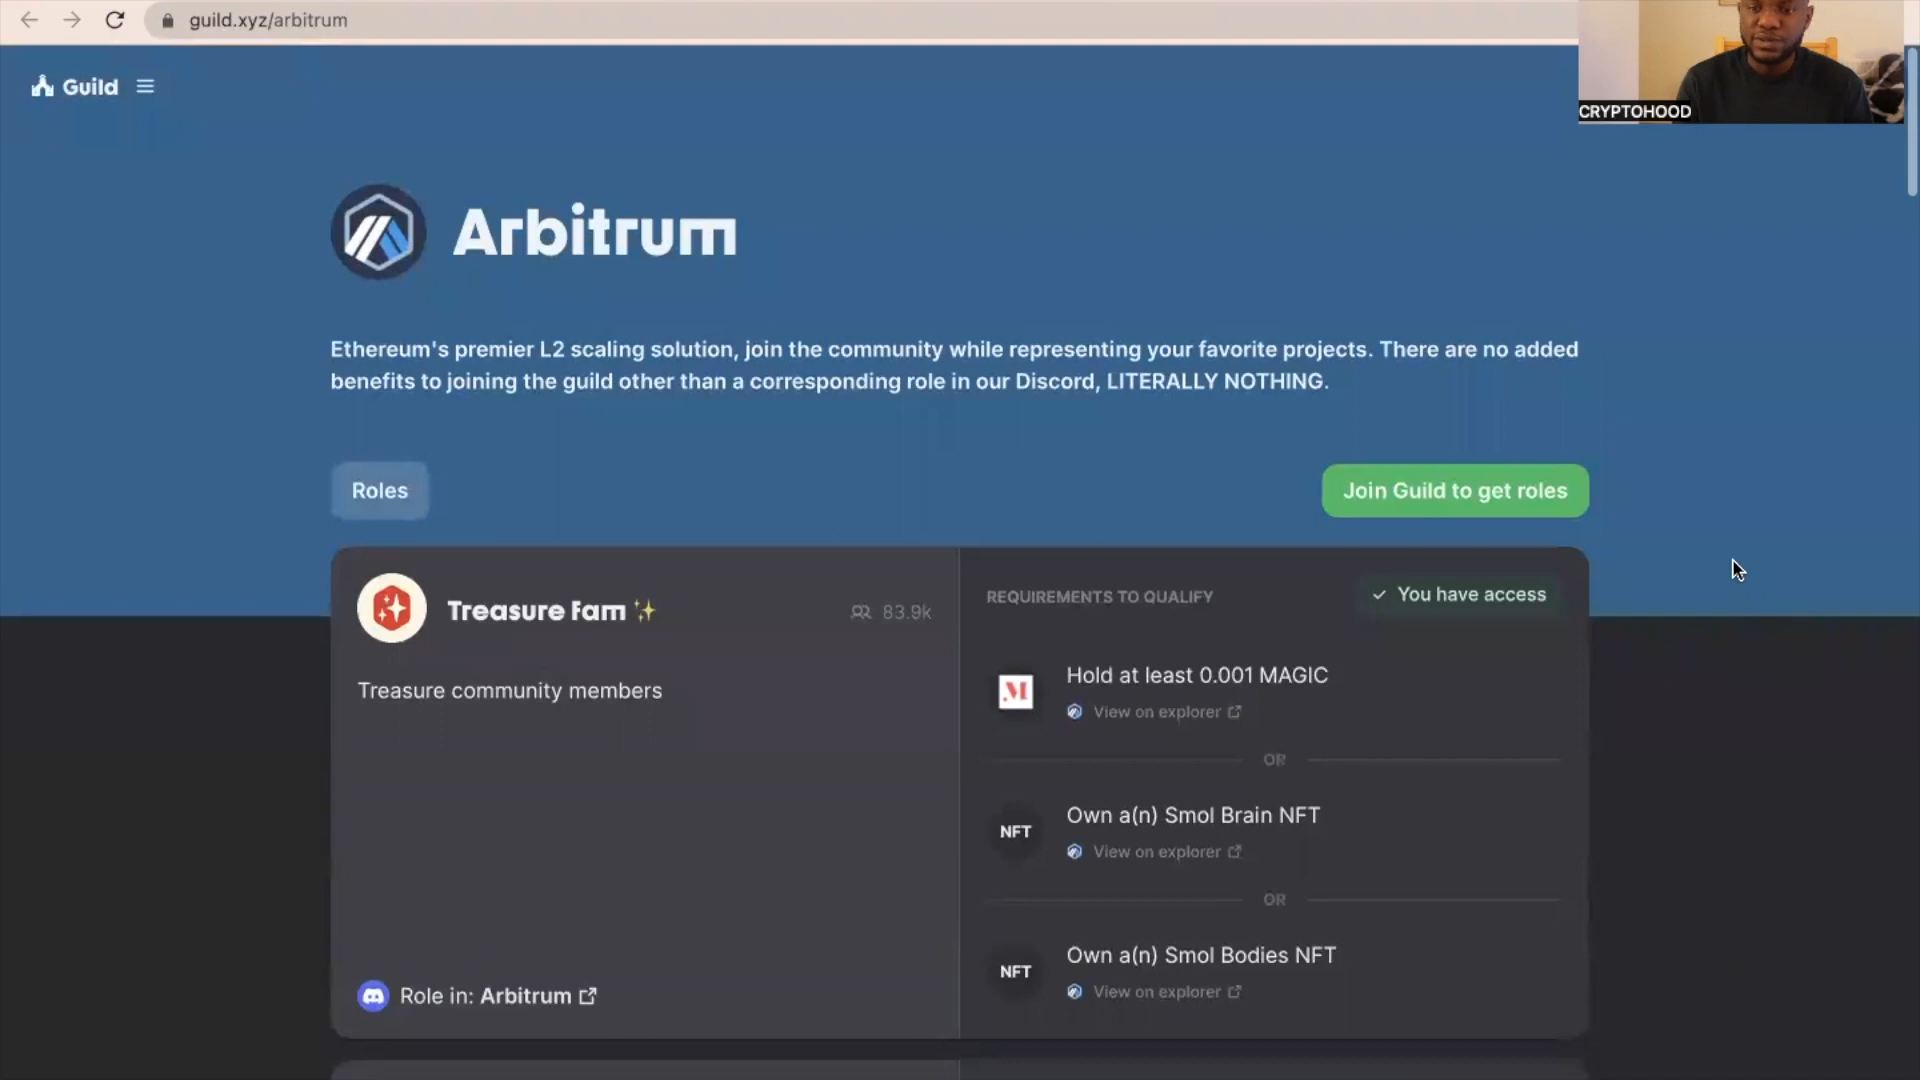 guild.xyz/arbitrum
Guild
CRYPTOHOOD
Arbitrum
Ethereum's premier L2 scaling solution, join the community while representing your favorite projects. There are no added
benefits to joining the guild other than a corresponding role in our Discord, LITERALLY NOTHING.
Roles
Join Guild to get roles
Treasure Fam ✨
83.9k
Treasure community members
Role in: Arbitrum
REQUIREMENTS TO QUALIFY
You have access
M
Hold at least 0.001 MAGIC
View on explorer
OR
NFT
Own a(n) Smol Brain NFT
View on explorer
OR
NFT
Own a(n) Smol Bodies NFT
View on explorer